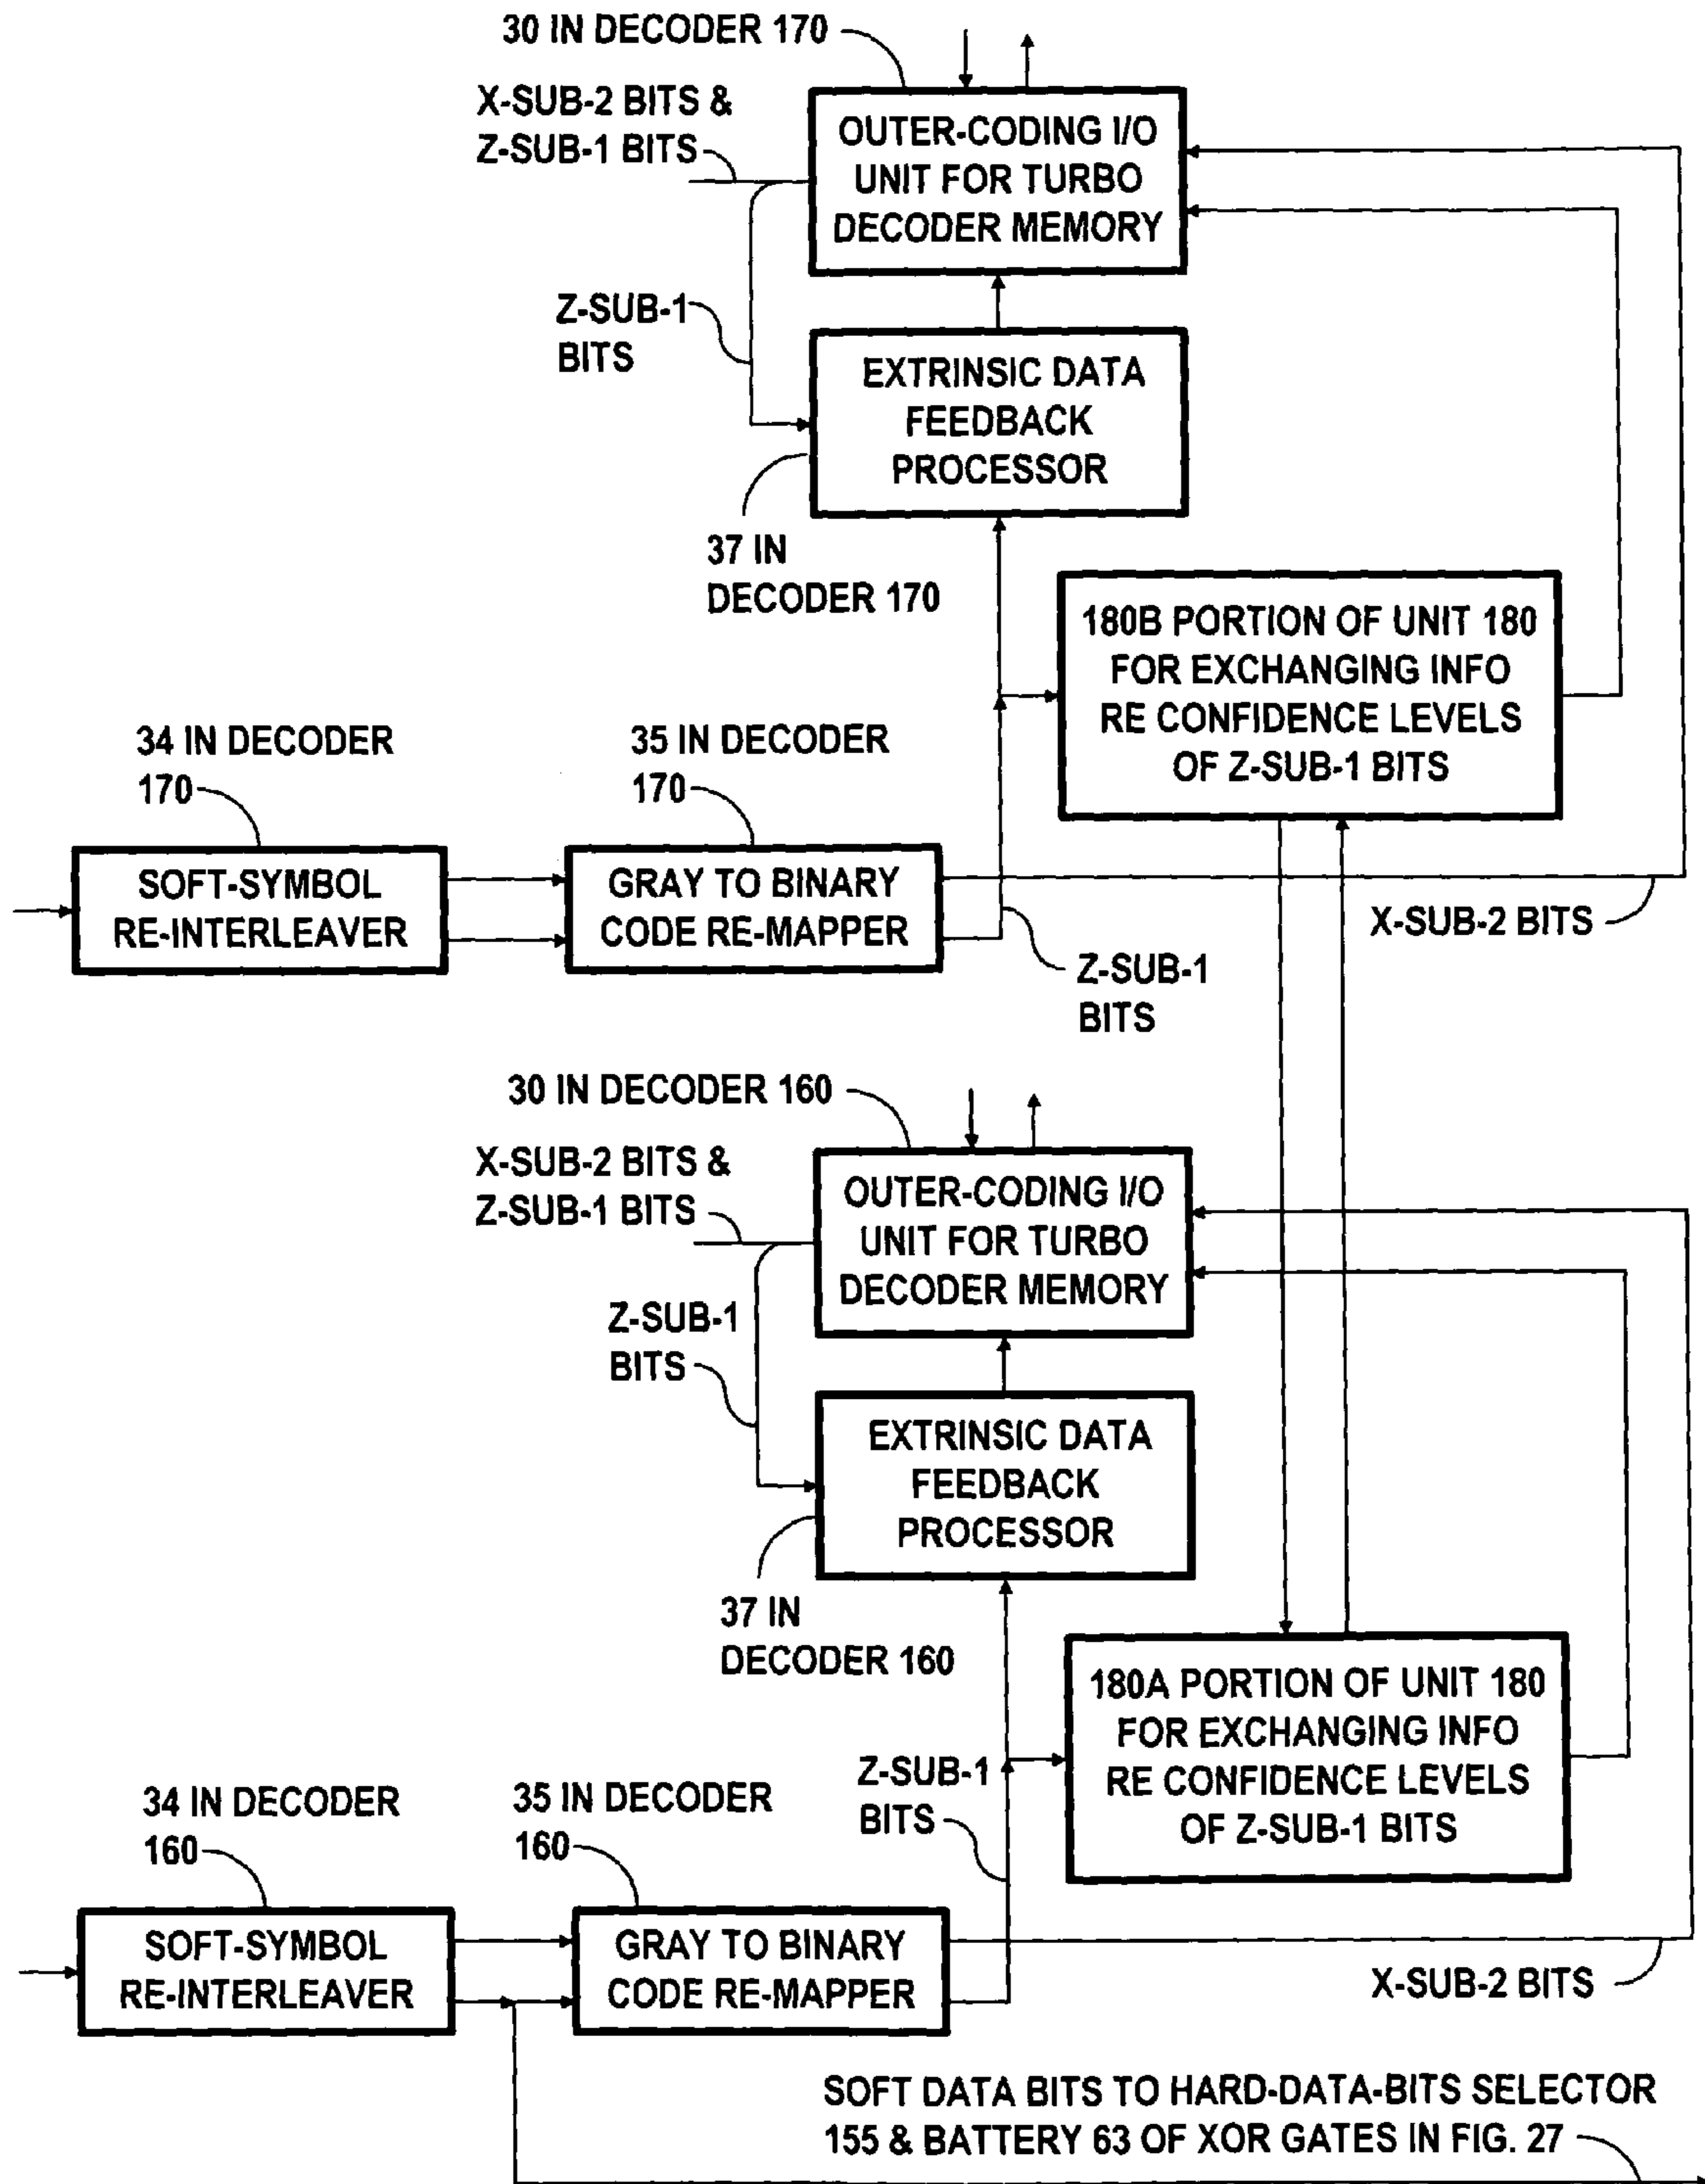 30 IN DECODER 170
X-SUB-2 BITS &
Z-SUB-1 BITS
OUTER-CODING I/O
UNIT FOR TURBO
DECODER MEMORY
Z-SUB-1
BITS
EXTRINSIC DATA
FEEDBACK
PROCESSOR
37 IN
DECODER 170
180B PORTION OF UNIT 180
FOR EXCHANGING INFO
RE CONFIDENCE LEVELS
OF Z-SUB-1 BITS
34 IN DECODER
170
35 IN DECODER
170
SOFT-SYMBOL
RE-INTERLEAVER
GRAY TO BINARY
CODE RE-MAPPER
X-SUB-2 BITS
Z-SUB-1
BITS
30 IN DECODER 160
X-SUB-2 BITS &
Z-SUB-1 BITS
OUTER-CODING I/O
UNIT FOR TURBO
DECODER MEMORY
Z-SUB-1
BITS
EXTRINSIC DATA
FEEDBACK
PROCESSOR
37 IN
DECODER 160
180A PORTION OF UNIT 180
FOR EXCHANGING INFO
RE CONFIDENCE LEVELS
OF Z-SUB-1 BITS
Z-SUB-1
BITS
34 IN DECODER
160
35 IN DECODER
160
SOFT-SYMBOL
RE-INTERLEAVER
GRAY TO BINARY
CODE RE-MAPPER
X-SUB-2 BITS
SOFT DATA BITS TO HARD-DATA-BITS SELECTOR
155 & BATTERY 63 OF XOR GATES IN FIG. 27